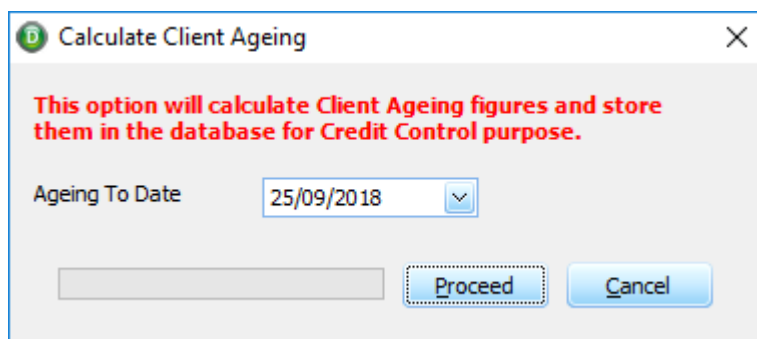 D Calculate Client Ageing
This option will calculate Client Ageing figures and store
them in the database for Credit Control purpose.
Ageing To Date 25/09/2018
Proceed Cancel